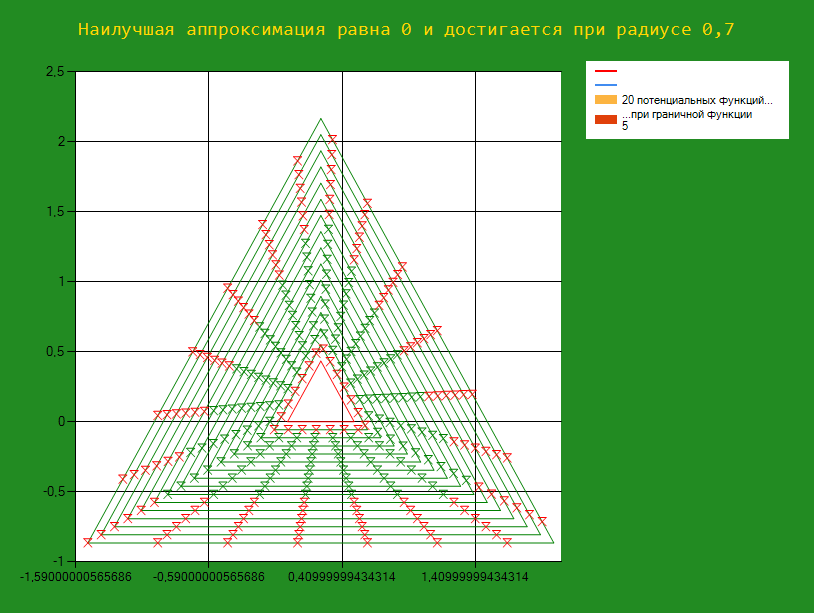 Наилучшая аппроксимация равна 0 и достигается при радиусе 0,7
2,5
2
1,5
1
0,5
0
-0,5
-1
-1,59000000565686 -0,59000000565686 0,40999999434314 1,40999999434314
20 потенциальных функций...
...при граничной функции
5